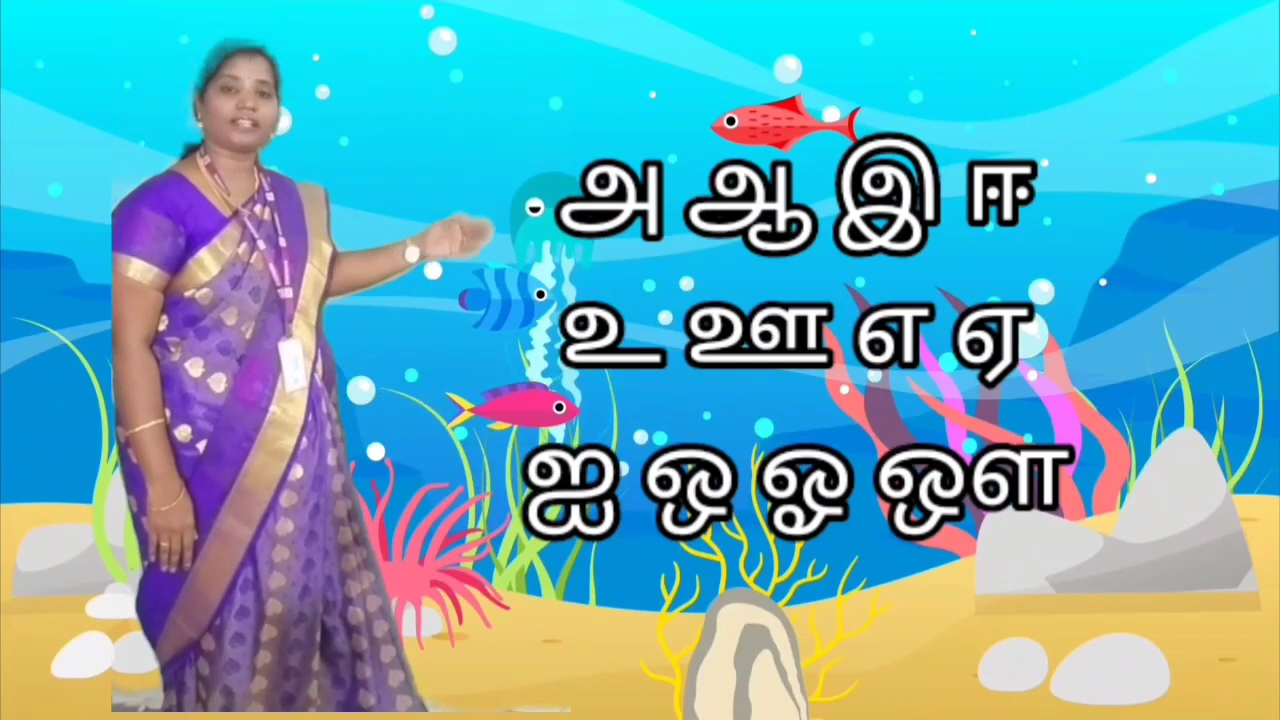 அ ஆ இ ஈ
உ ஊ எ ஏ
ஐ ஒ ஓ ஔ